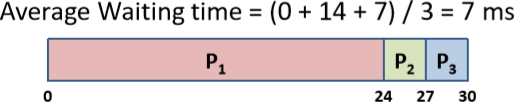 Average Waiting time = (0 + 14 + 7) / 3 = 7 ms
P1 P2 P3
0 24 27 30